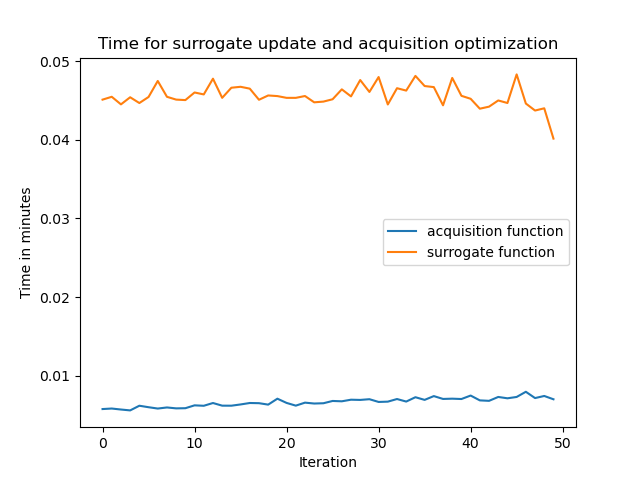 Time for surrogate update and acquisition optimization
0.05
0.04
0.03
0.02
0.01
Time in minutes
acquisition function
surrogate function
0
10
20
30
40
50
Iteration